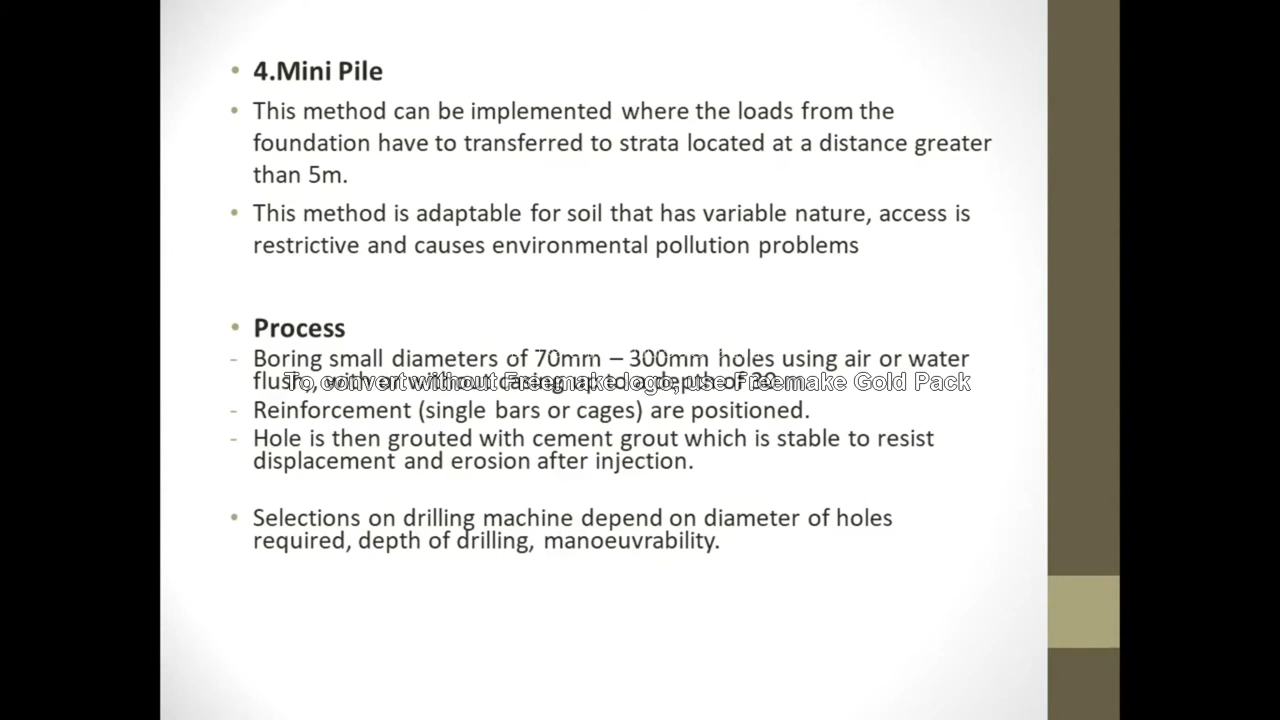 4.Mini Pile
This method can be implemented where the loads from the
foundation have to transferred to strata located at a distance greater
than 5m.
This method is adaptable for soil that has variable nature, access is
restrictive and causes environmental pollution problems
Process
- Boring small diameters of 70mm – 300mm holes using air or water
To convert without Freemake logo, use Freemake Gold Pack
- Reinforcement (single bars or cages) are positioned.
- Hole is then grouted with cement grout which is stable to resist
displacement and erosion after injection.
Selections on drilling machine depend on diameter of holes
required, depth of drilling, manoeuvrability.